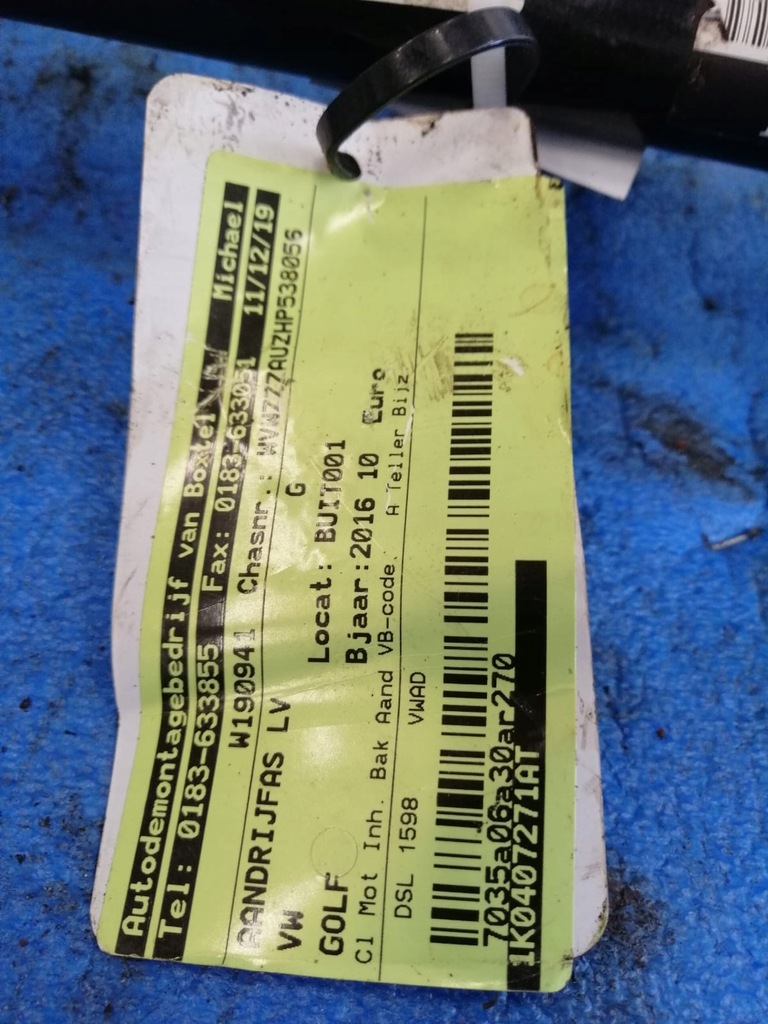 Autodemontagebedrijf van Boxtel Michael
Tel: 0183-633855 Fax: 0183-633051 11/12/19
W190941 Chasnr.: WVWZZZAUZHP538056
AANDRIJFAS LV G
VW
GOLF Locat: BUIT001
Bjaar:2016 10 Euro
Cl Mot Inh. Bak Aand VB-code. A Teller Bijz
DSL 1598 VWAD
7035a06a30ar270
1K0407271AT